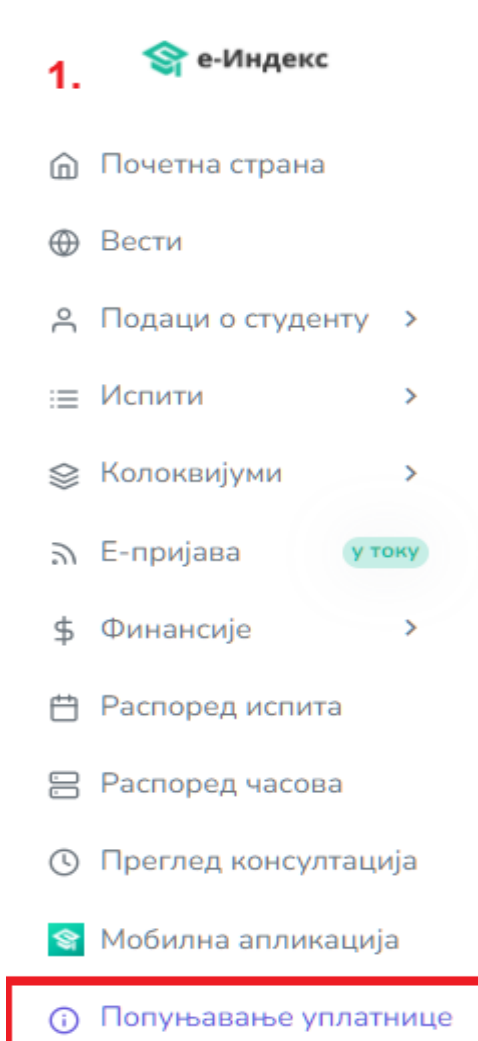 е-Индекс
1.
Почетна страна
Вести
Подаци о студенту
Испити
Колоквијуми
Е-пријава у току
Финансије
Распоред испита
Распоред часова
Преглед консултација
Мобилна апликација
Попуњавање уплатнице